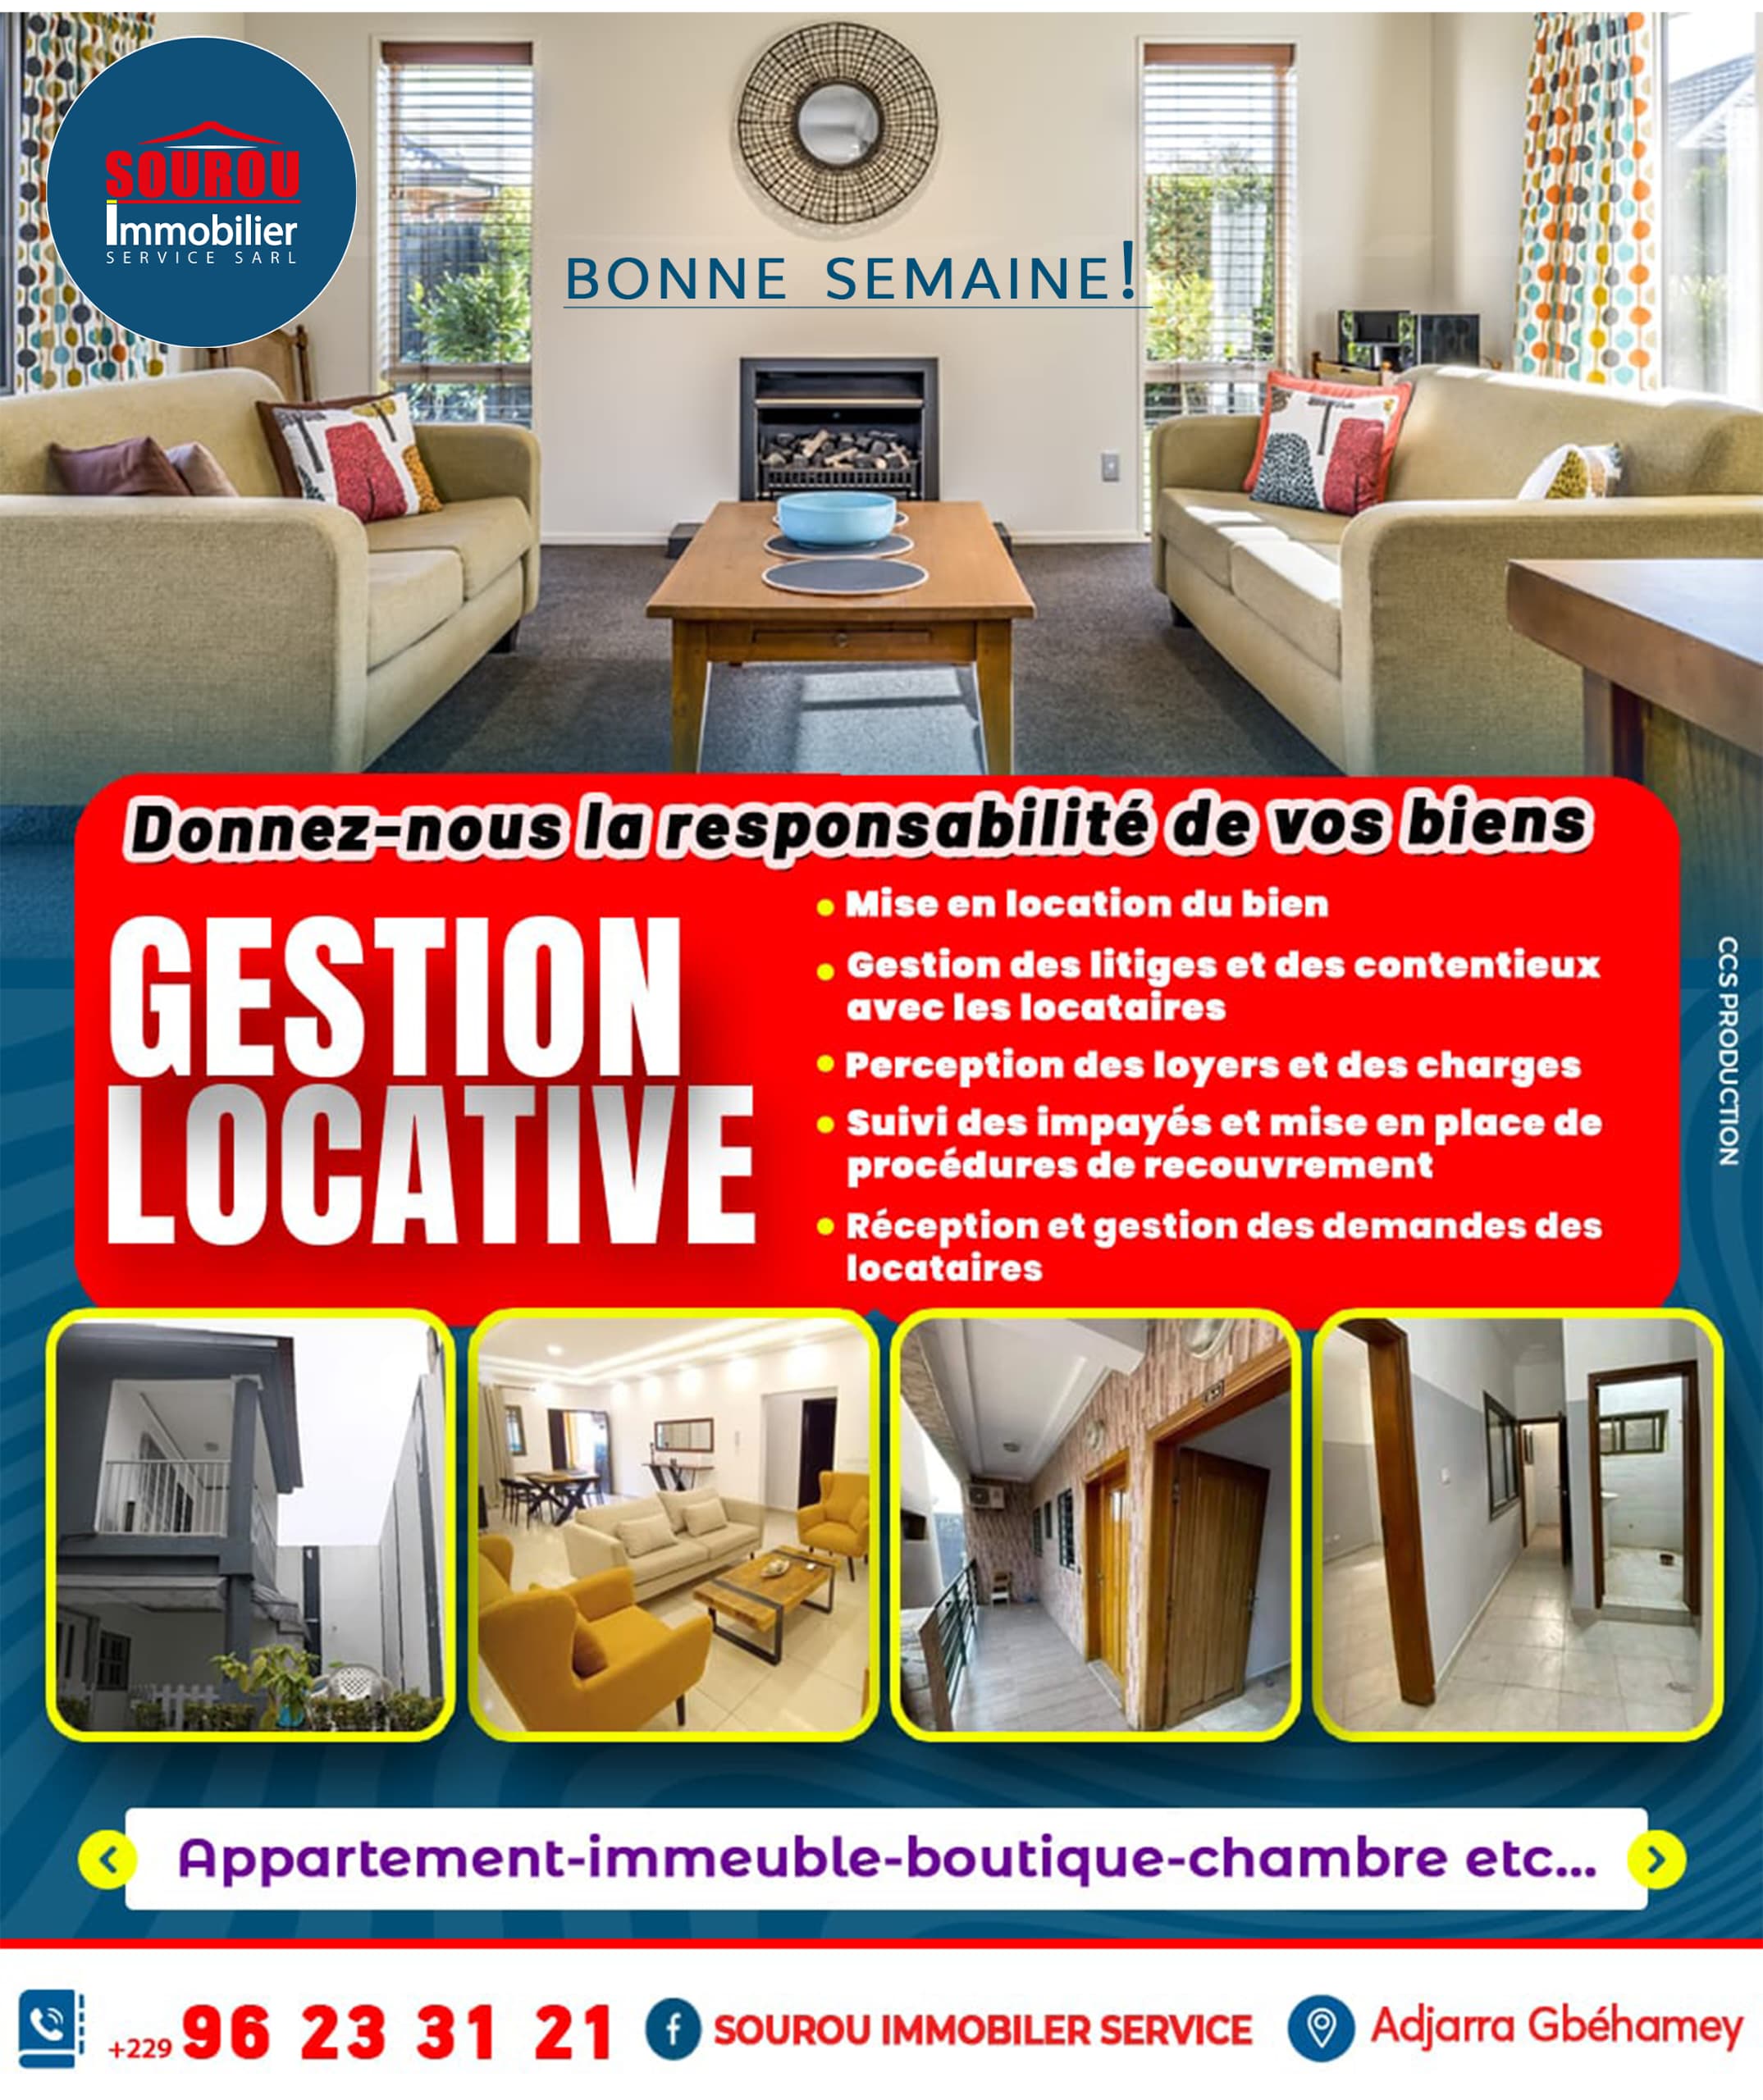 SOUROU
Immobilier
SERVICE SARL
BONNE SEMAINE!
Donnez-nous la responsabilité de vos biens
GESTION
LOCATIVE
• Mise en location du bien
• Gestion des litiges et des contentieux
avec les locataires
• Perception des loyers et des charges
• Suivi des impayés et mise en place de
procédures de recouvrement
• Réception et gestion des demandes des
locataires
CCS PRODUCTION
Appartement-immeuble-boutique-chambre etc...
+229 96 23 31 21
SOUROU IMMOBILER SERVICE
Adjarra Gbéhamey